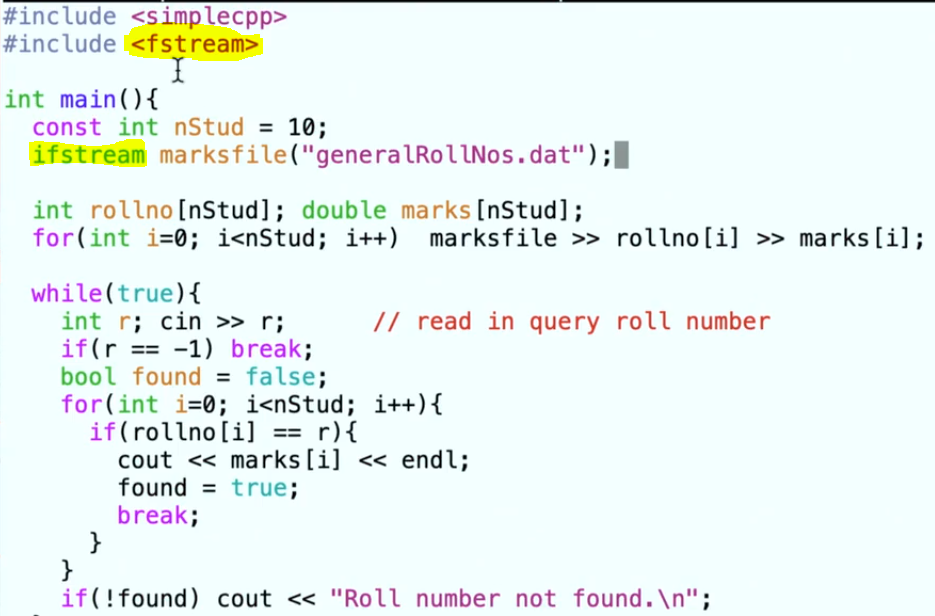 #include <simplecpp>
#include <fstream>
int main(){
const int nStud = 10;
ifstream marksfile("generalRollNos.dat");
int rollno[nStud]; double marks[nStud];
for(int i=0; i<nStud; i++)  marksfile >> rollno[i] >> marks[i];
while(true){
int r; cin >> r;      // read in query roll number
if(r == -1) break;
bool found = false;
for(int i=0; i<nStud; i++){
if(rollno[i] == r){
cout << marks[i] << endl;
found = true;
break;
}
}
if(!found) cout << "Roll number not found.\n";